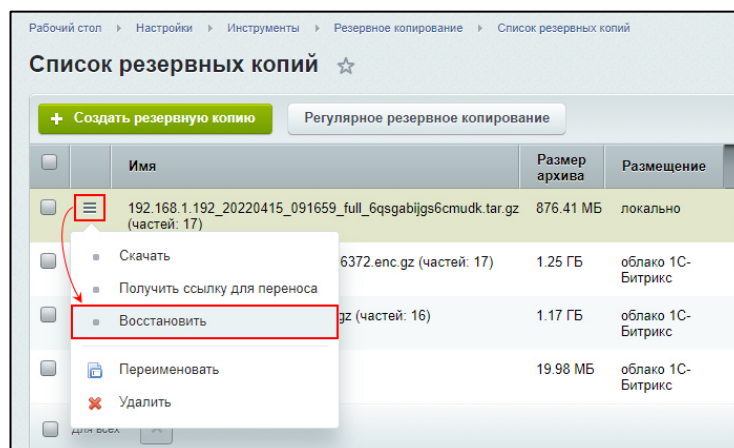 Рабочий стол Настройки Инструменты Резервное копирование Список резервных копий
Список резервных копий
+ Создать резервную копию Регулярное резервное копирование
Имя Размер архива Размещение
192.168.1.192_20220415_091659_full_6qsgabijgs6cmudk.tar.gz 876.41 МБ локально
(частей: 17)
Скачать 6372.enc.gz (частей: 17) 1.25 ГБ облако 1С-Битрикс
Получить ссылку для переноса
Восстановить gz (частей: 16) 1.17 ГБ облако 1С-Битрикс
Переименовать 19.98 МБ облако 1С-Битрикс
Удалить
Для всех